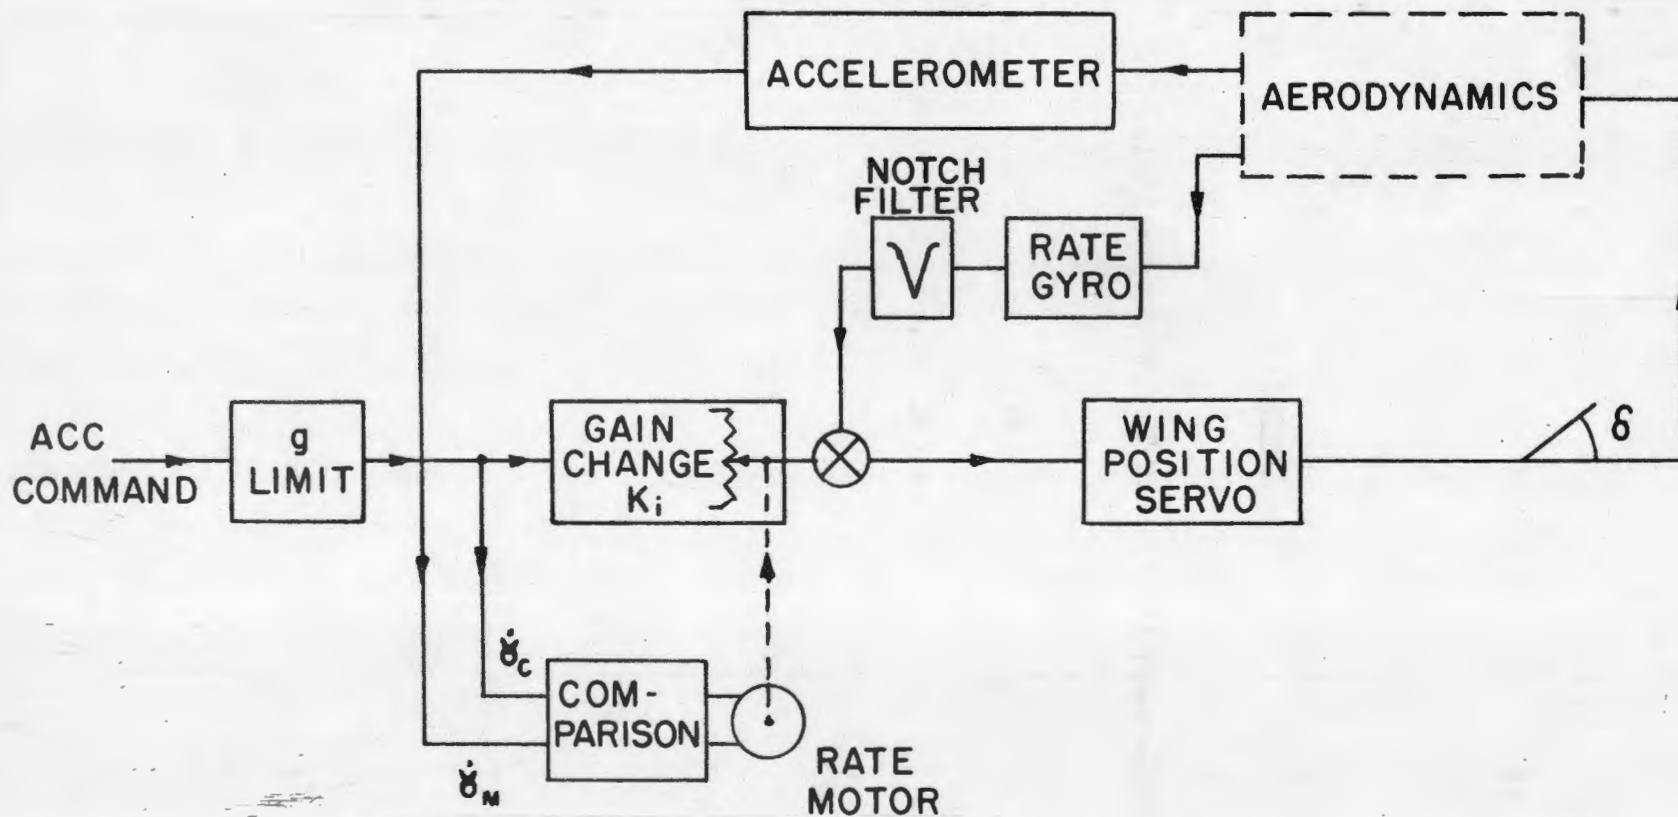 ACCELEROMETER
AERODYNAMICS
NOTCH
FILTER
RATE
GYRO
ACC
COMMAND
g
LIMIT
GAIN
CHANGE
Ki
WING
POSITION
SERVO
δ
γ̇c
COM-
PARISON
γ̇M
RATE
MOTOR